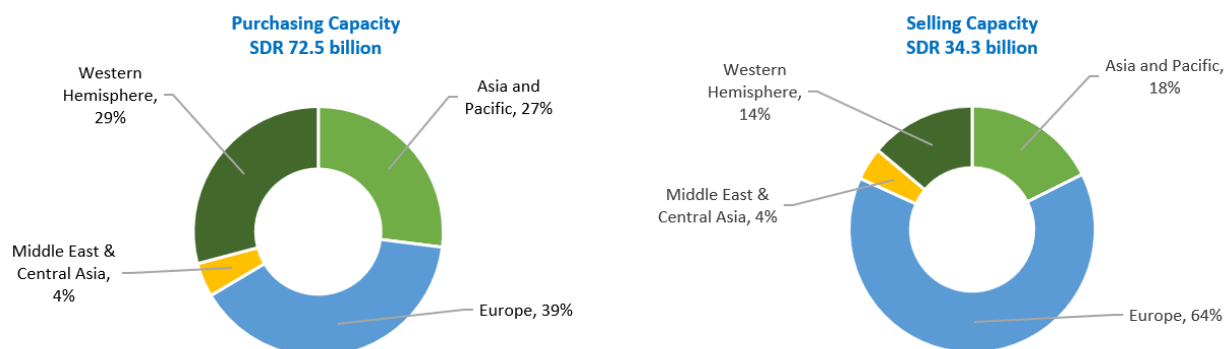 Purchasing Capacity
SDR 72.5 billion
Western
Hemisphere,
29%
Asia and
Pacific, 27%
Middle East &
Central Asia,
4%
Europe, 39%
Selling Capacity
SDR 34.3 billion
Western
Hemisphere,
14%
Asia and Pacific,
18%
Middle East &
Central Asia, 4%
Europe, 64%